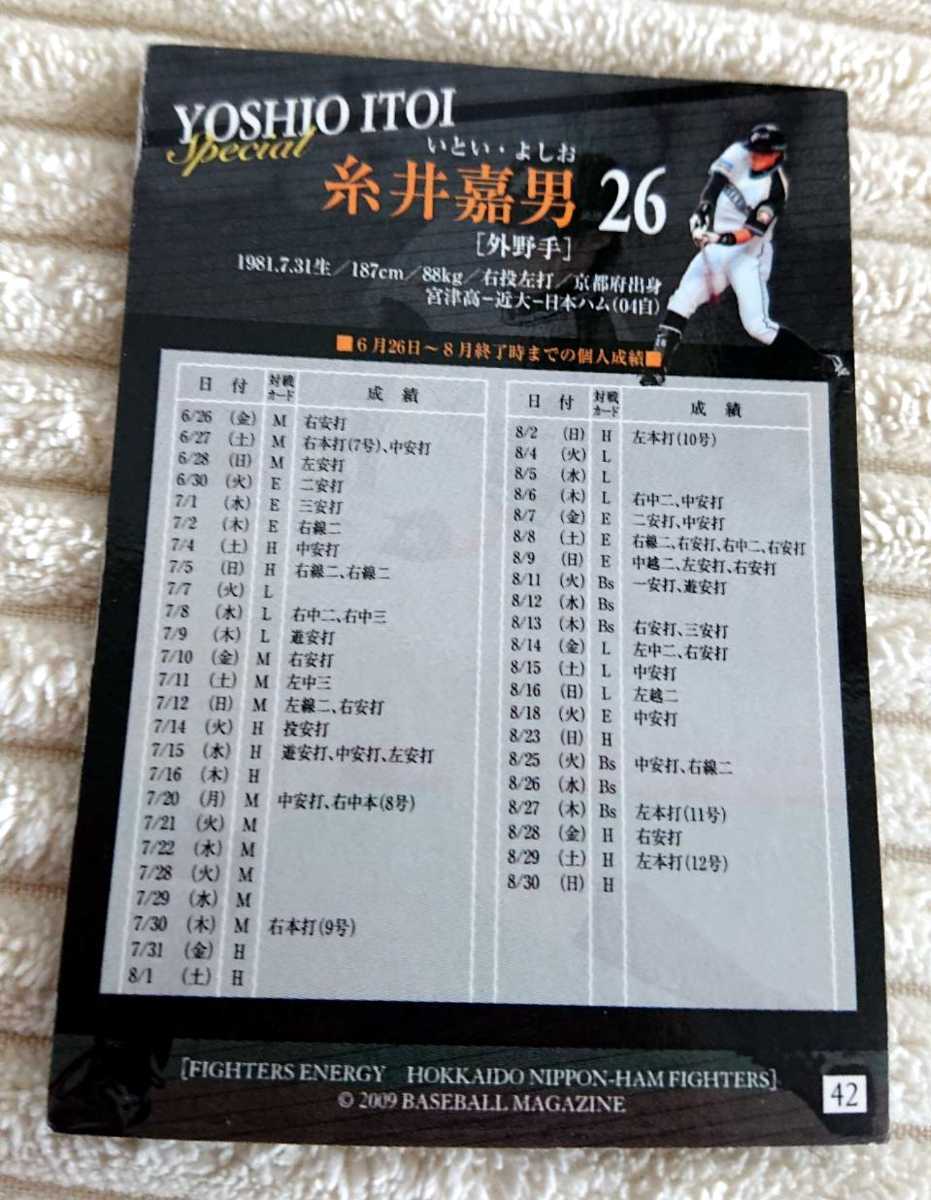 YOSHIO ITOI
Special
いとい・よしお
糸井嘉男 26
[外野手]
1981.7.31生／187cm／88kg／右投左打／京都府出身
宮津高−近大−日本ハム(04自)
■6月26日〜8月終了時までの個人成績■
日 付 対戦カード 成 績
6/26 (金) M 右安打
6/27 (土) M 右本打(7号)、中安打
6/28 (日) M 左安打
6/30 (火) E 二安打
7/1 (水) E 三安打
7/2 (木) E 右線二
7/4 (土) H 中安打
7/5 (日) H 右線二、右線二
7/7 (火) L
7/8 (水) L 右中二、右中三
7/9 (木) L 遊安打
7/10 (金) M 右安打
7/11 (土) M 左中三
7/12 (日) M 左線二、右安打
7/14 (火) H 投安打
7/15 (水) H 遊安打、中安打、左安打
7/16 (木) H
7/20 (月) M 中安打、右中本(8号)
7/21 (火) M
7/22 (水) M
7/28 (火) M
7/29 (水) M
7/30 (木) M 右本打(9号)
7/31 (金) H
8/1 (土) H
日 付 対戦カード 成 績
8/2 (日) H 左本打(10号)
8/4 (火) L
8/5 (水) L
8/6 (木) L 右中二、中安打
8/7 (金) E 二安打、中安打
8/8 (土) E 右線二、右安打、右中二、右安打
8/9 (日) E 中越二、左安打、右安打
8/11 (火) Bs 一安打、遊安打
8/12 (水) Bs
8/13 (木) Bs 右安打、三安打
8/14 (金) L 左中二、右安打
8/15 (土) L 中安打
8/16 (日) L 左越二
8/18 (火) E 中安打
8/23 (日) H
8/25 (火) Bs 中安打、右線二
8/26 (水) Bs
8/27 (木) Bs 左本打(11号)
8/28 (金) H 右安打
8/29 (土) H 左本打(12号)
8/30 (日) H
[FIGHTERS ENERGY HOKKAIDO NIPPON-HAM FIGHTERS]
© 2009 BASEBALL MAGAZINE
42